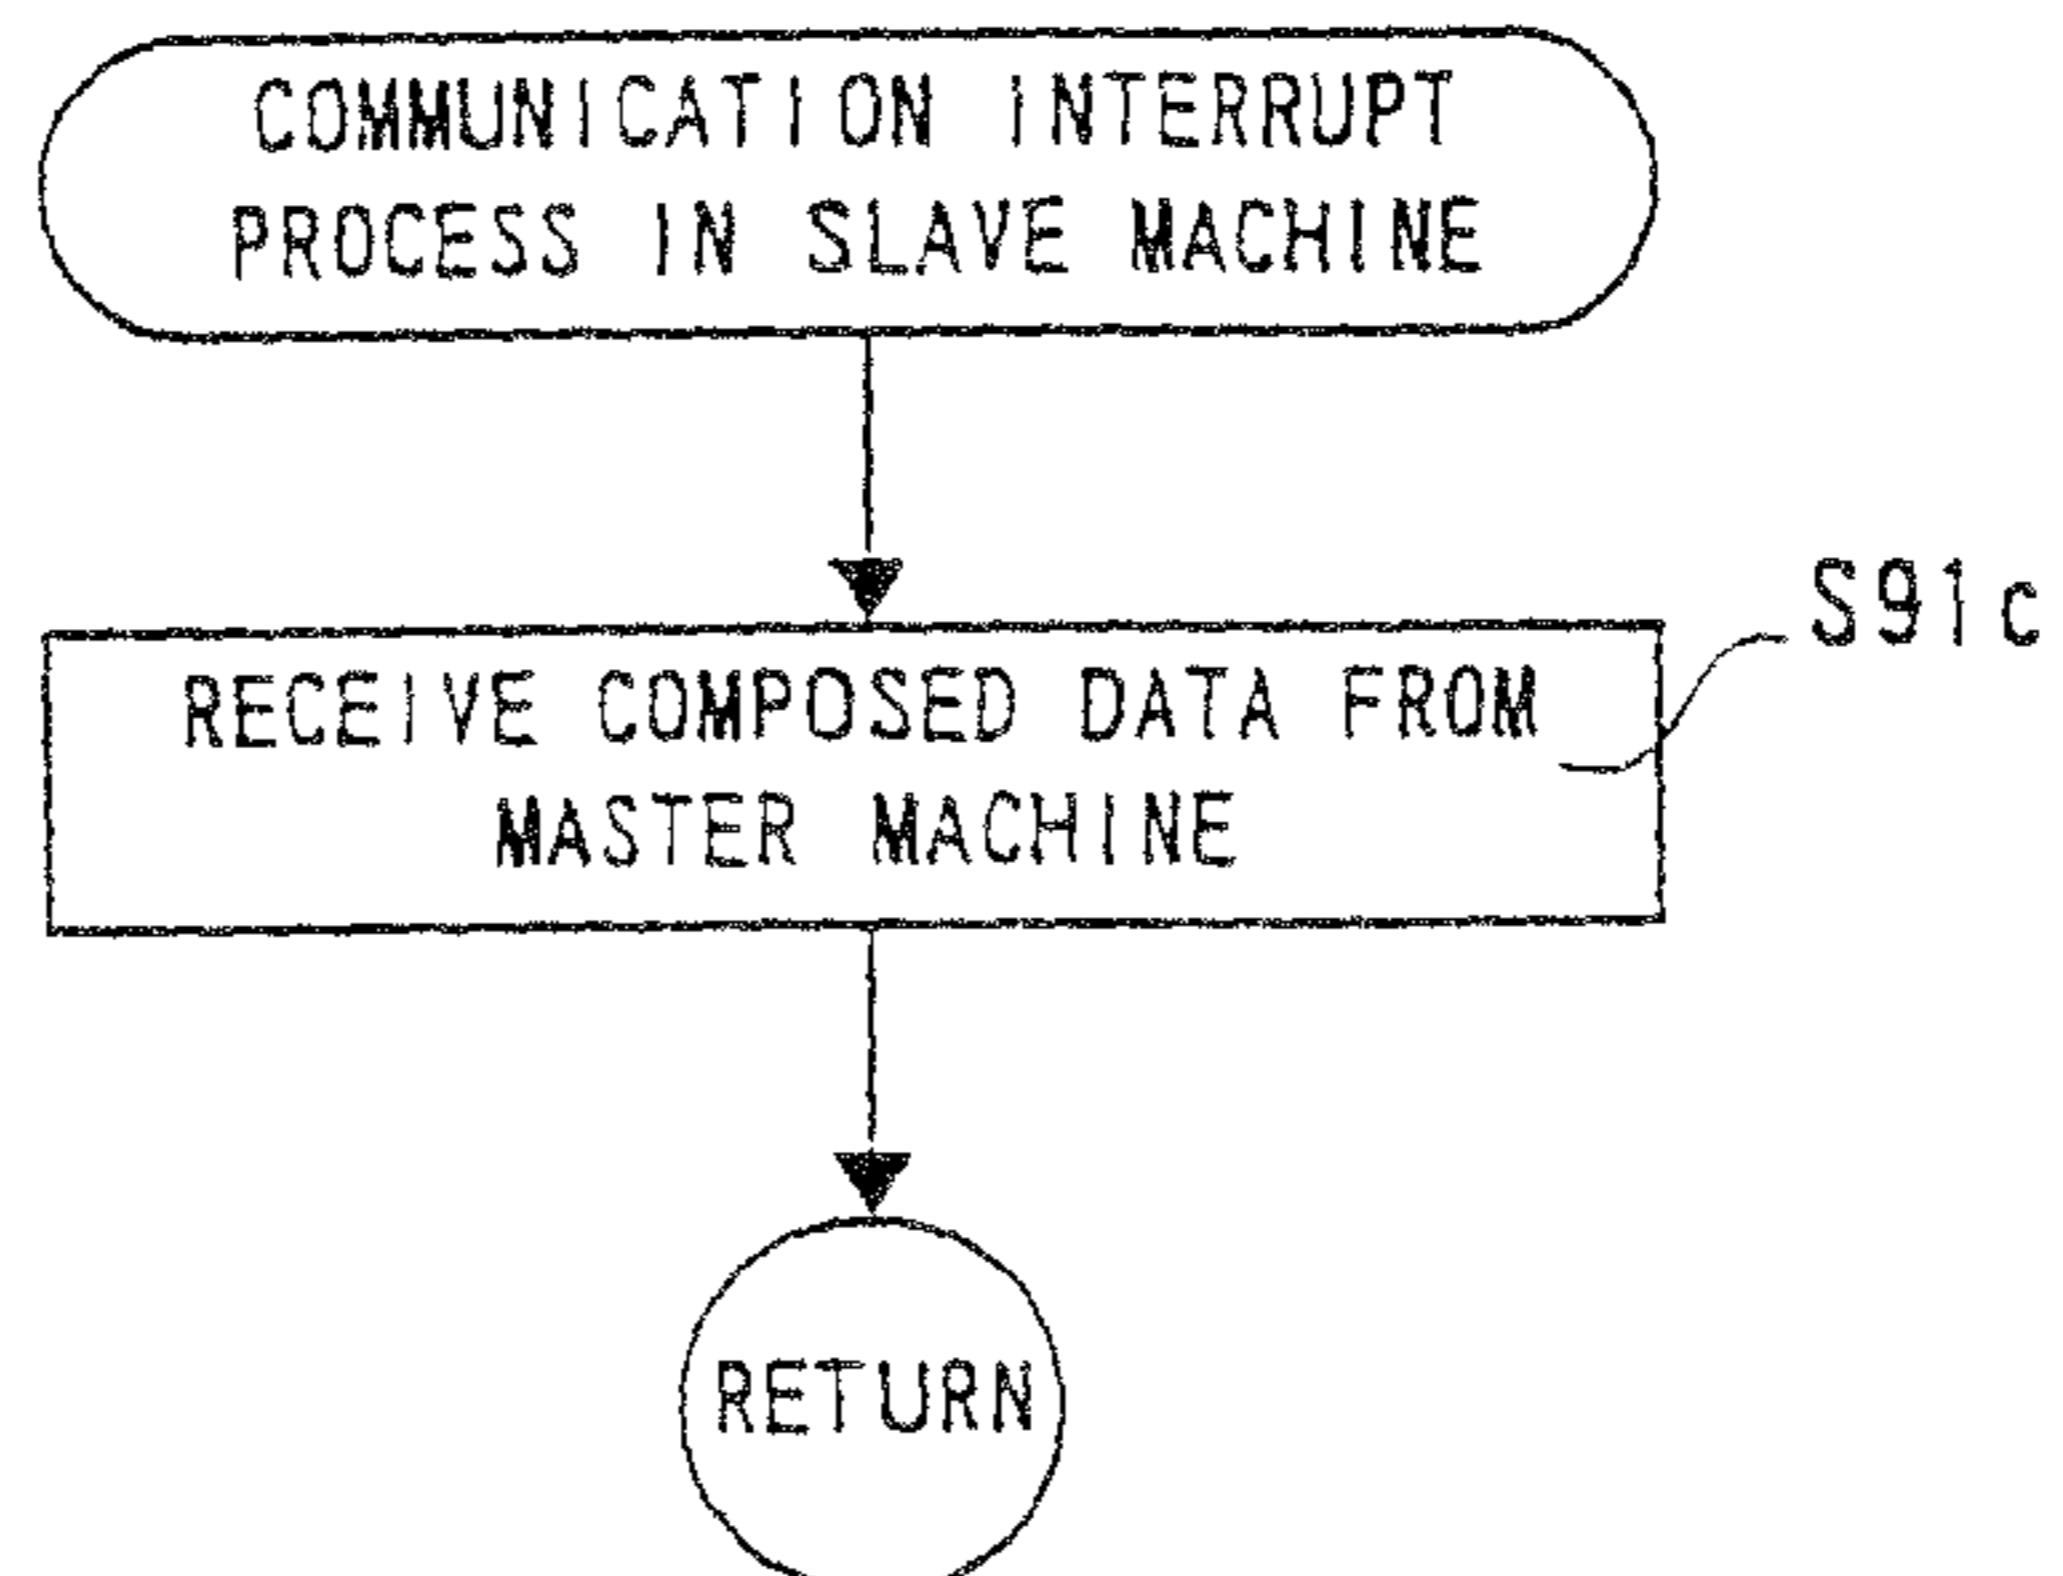 COMMUNICATION INTERRUPT
PROCESS IN SLAVE MACHINE
S91c
RECEIVE COMPOSED DATA FROM
MASTER MACHINE
RETURN